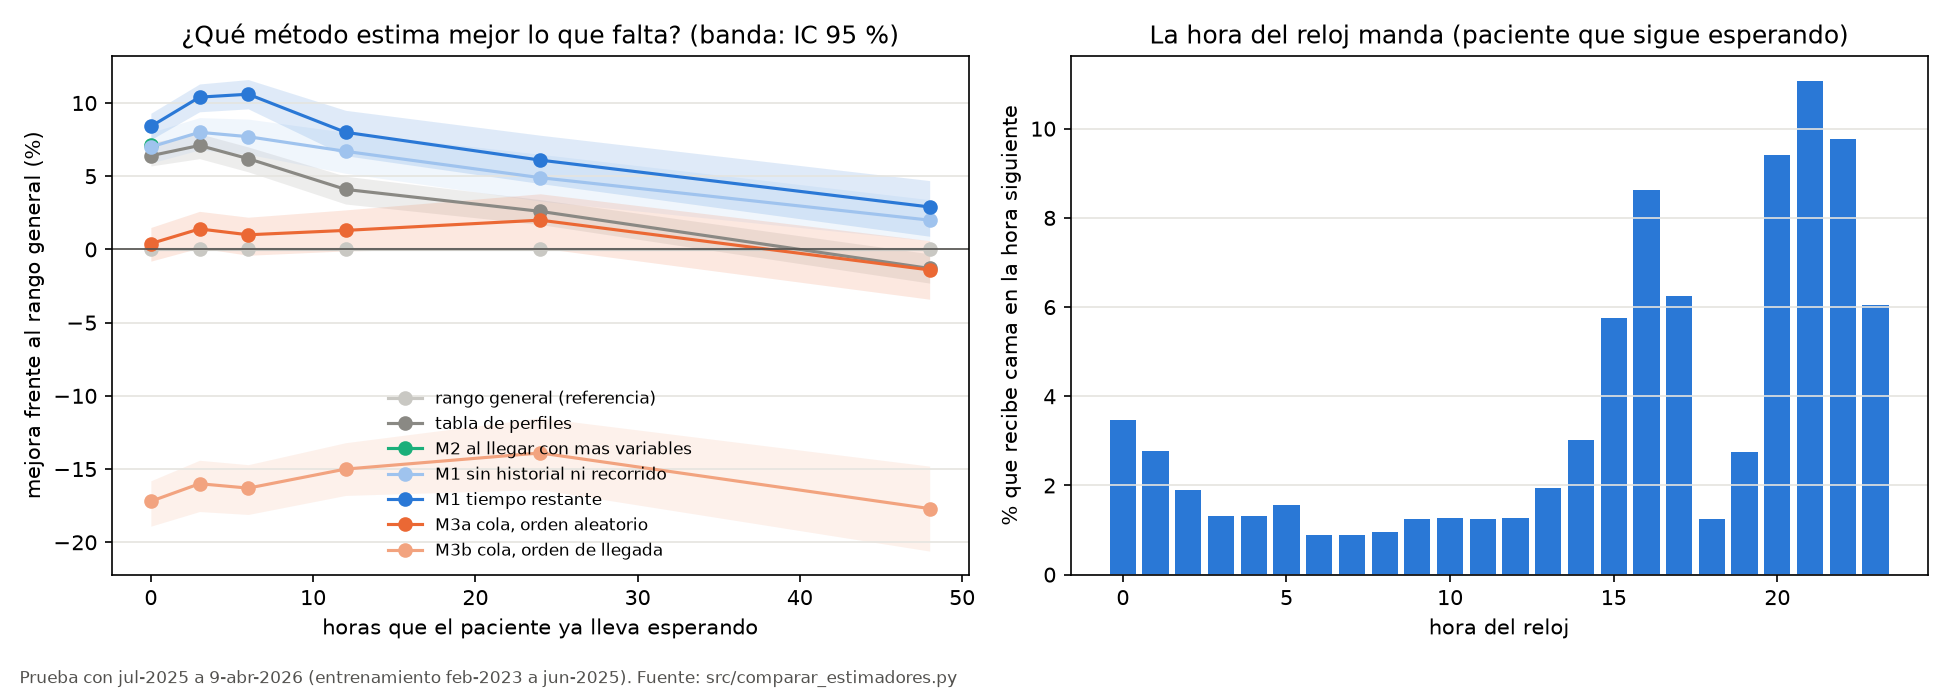 ¿Qué método estima mejor lo que falta? (banda: IC 95 %)
mejora frente al rango general (%)
10
5
0
−5
−10
−15
−20
rango general (referencia)
tabla de perfiles
M2 al llegar con mas variables
M1 sin historial ni recorrido
M1 tiempo restante
M3a cola, orden aleatorio
M3b cola, orden de llegada
0 10 20 30 40 50
horas que el paciente ya lleva esperando
La hora del reloj manda (paciente que sigue esperando)
% que recibe cama en la hora siguiente
10
8
6
4
2
0
0 5 10 15 20
hora del reloj
Prueba con jul-2025 a 9-abr-2026 (entrenamiento feb-2023 a jun-2025). Fuente: src/comparar_estimadores.py